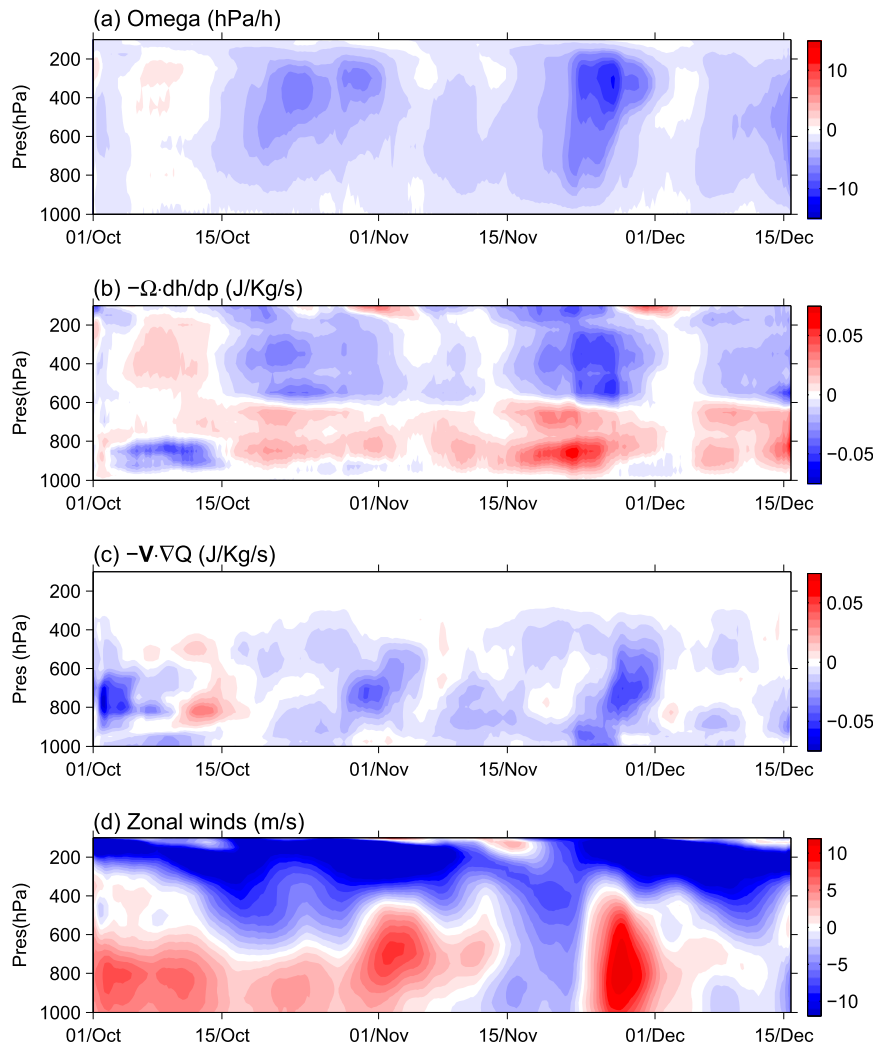 (a) Omega (hPa/h)
Pres(hPa)
200
400
600
800
1000
01/Oct 15/Oct 01/Nov 15/Nov 01/Dec 15/Dec
10
0
−10
(b) −Ω·dh/dp (J/Kg/s)
Pres(hPa)
200
400
600
800
1000
01/Oct 15/Oct 01/Nov 15/Nov 01/Dec 15/Dec
0.05
0
−0.05
(c) −V·∇Q (J/Kg/s)
Pres (hPa)
200
400
600
800
1000
01/Oct 15/Oct 01/Nov 15/Nov 01/Dec 15/Dec
0.05
0
−0.05
(d) Zonal winds (m/s)
Pres(hPa)
200
400
600
800
1000
01/Oct 15/Oct 01/Nov 15/Nov 01/Dec 15/Dec
10
5
0
−5
−10